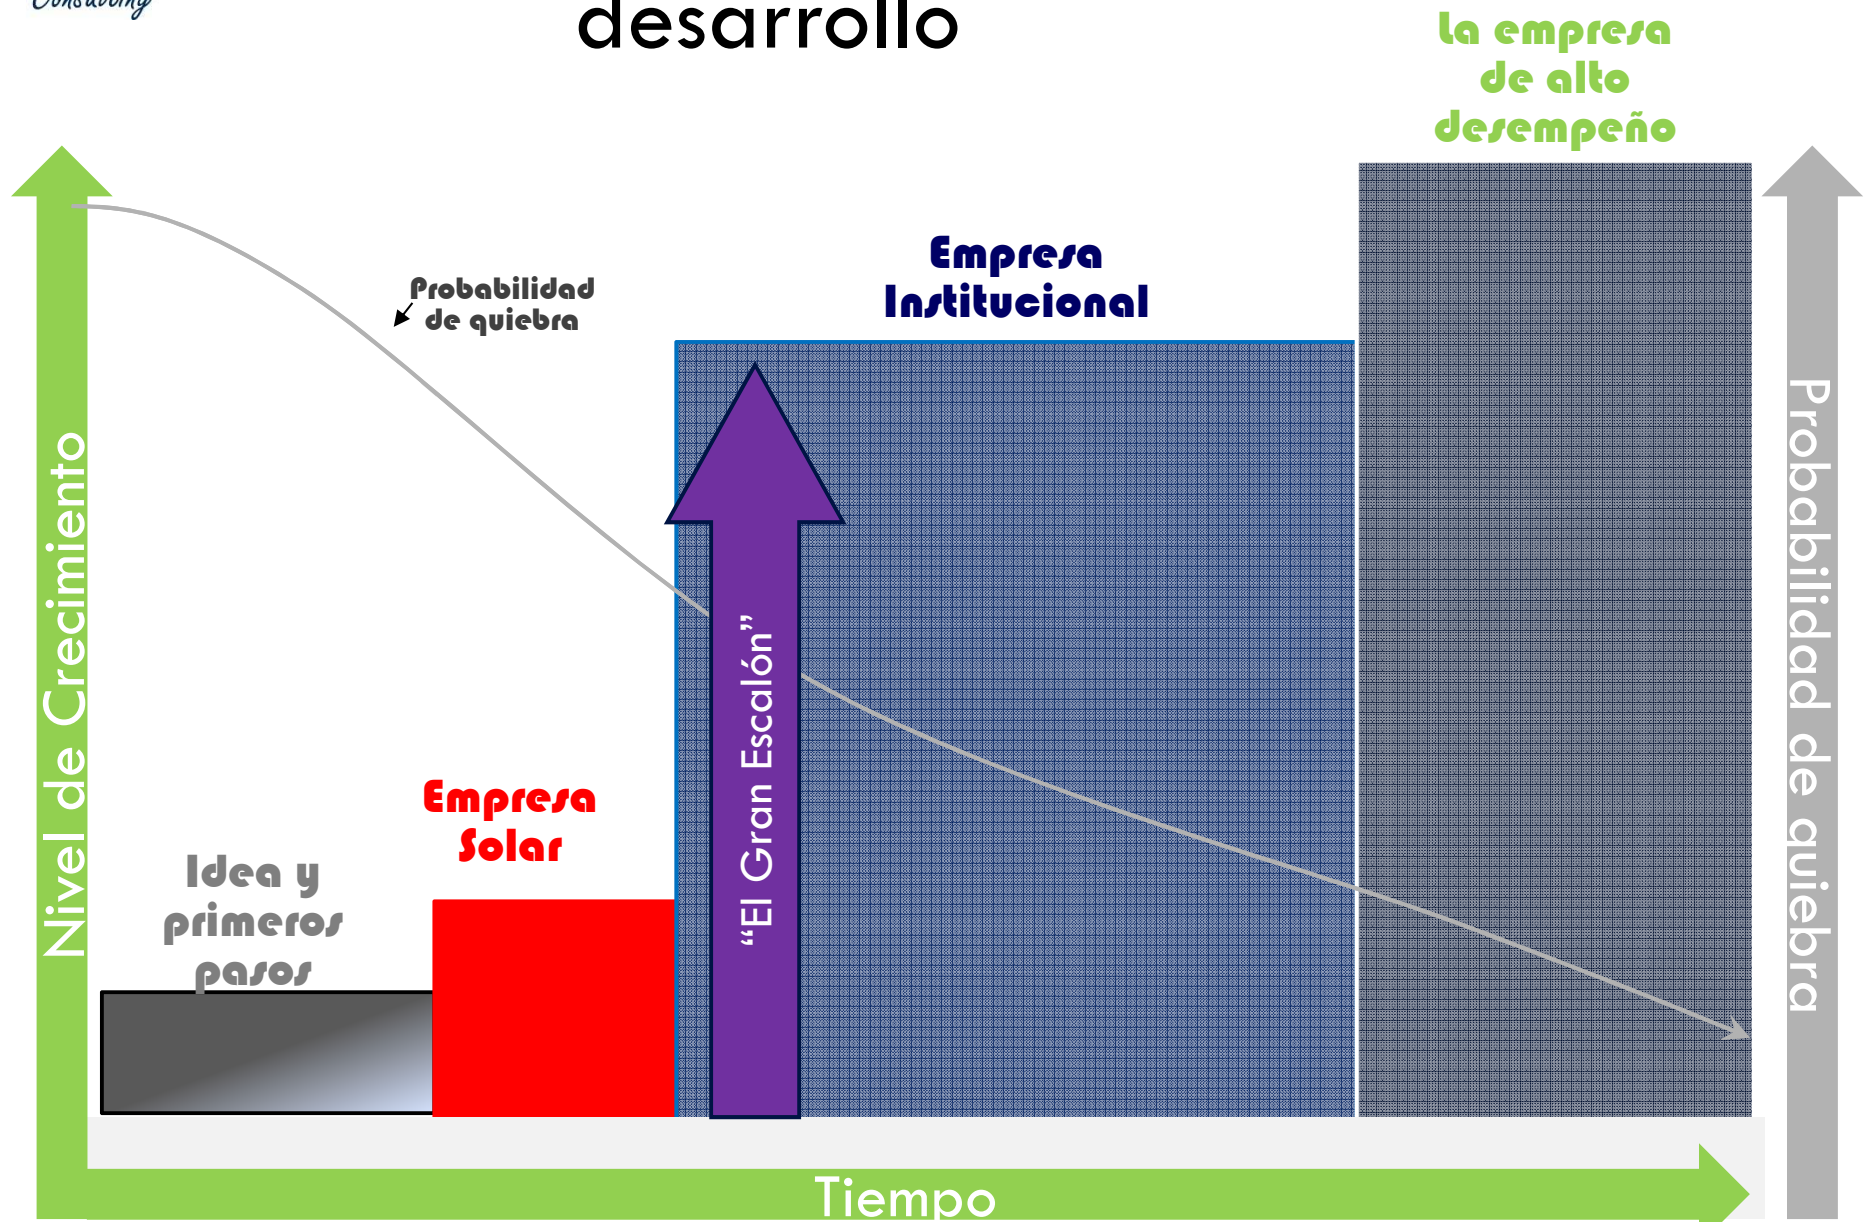 Consulting
desarrollo
La empresa
de alto
desempeño
Empresa
Institucional
Probabilidad
de quiebra
Empresa
Solar
Idea y
primeros
pasos
Nivel de Crecimiento
“El Gran Escalón”
Probabilidad de quiebra
Tiempo